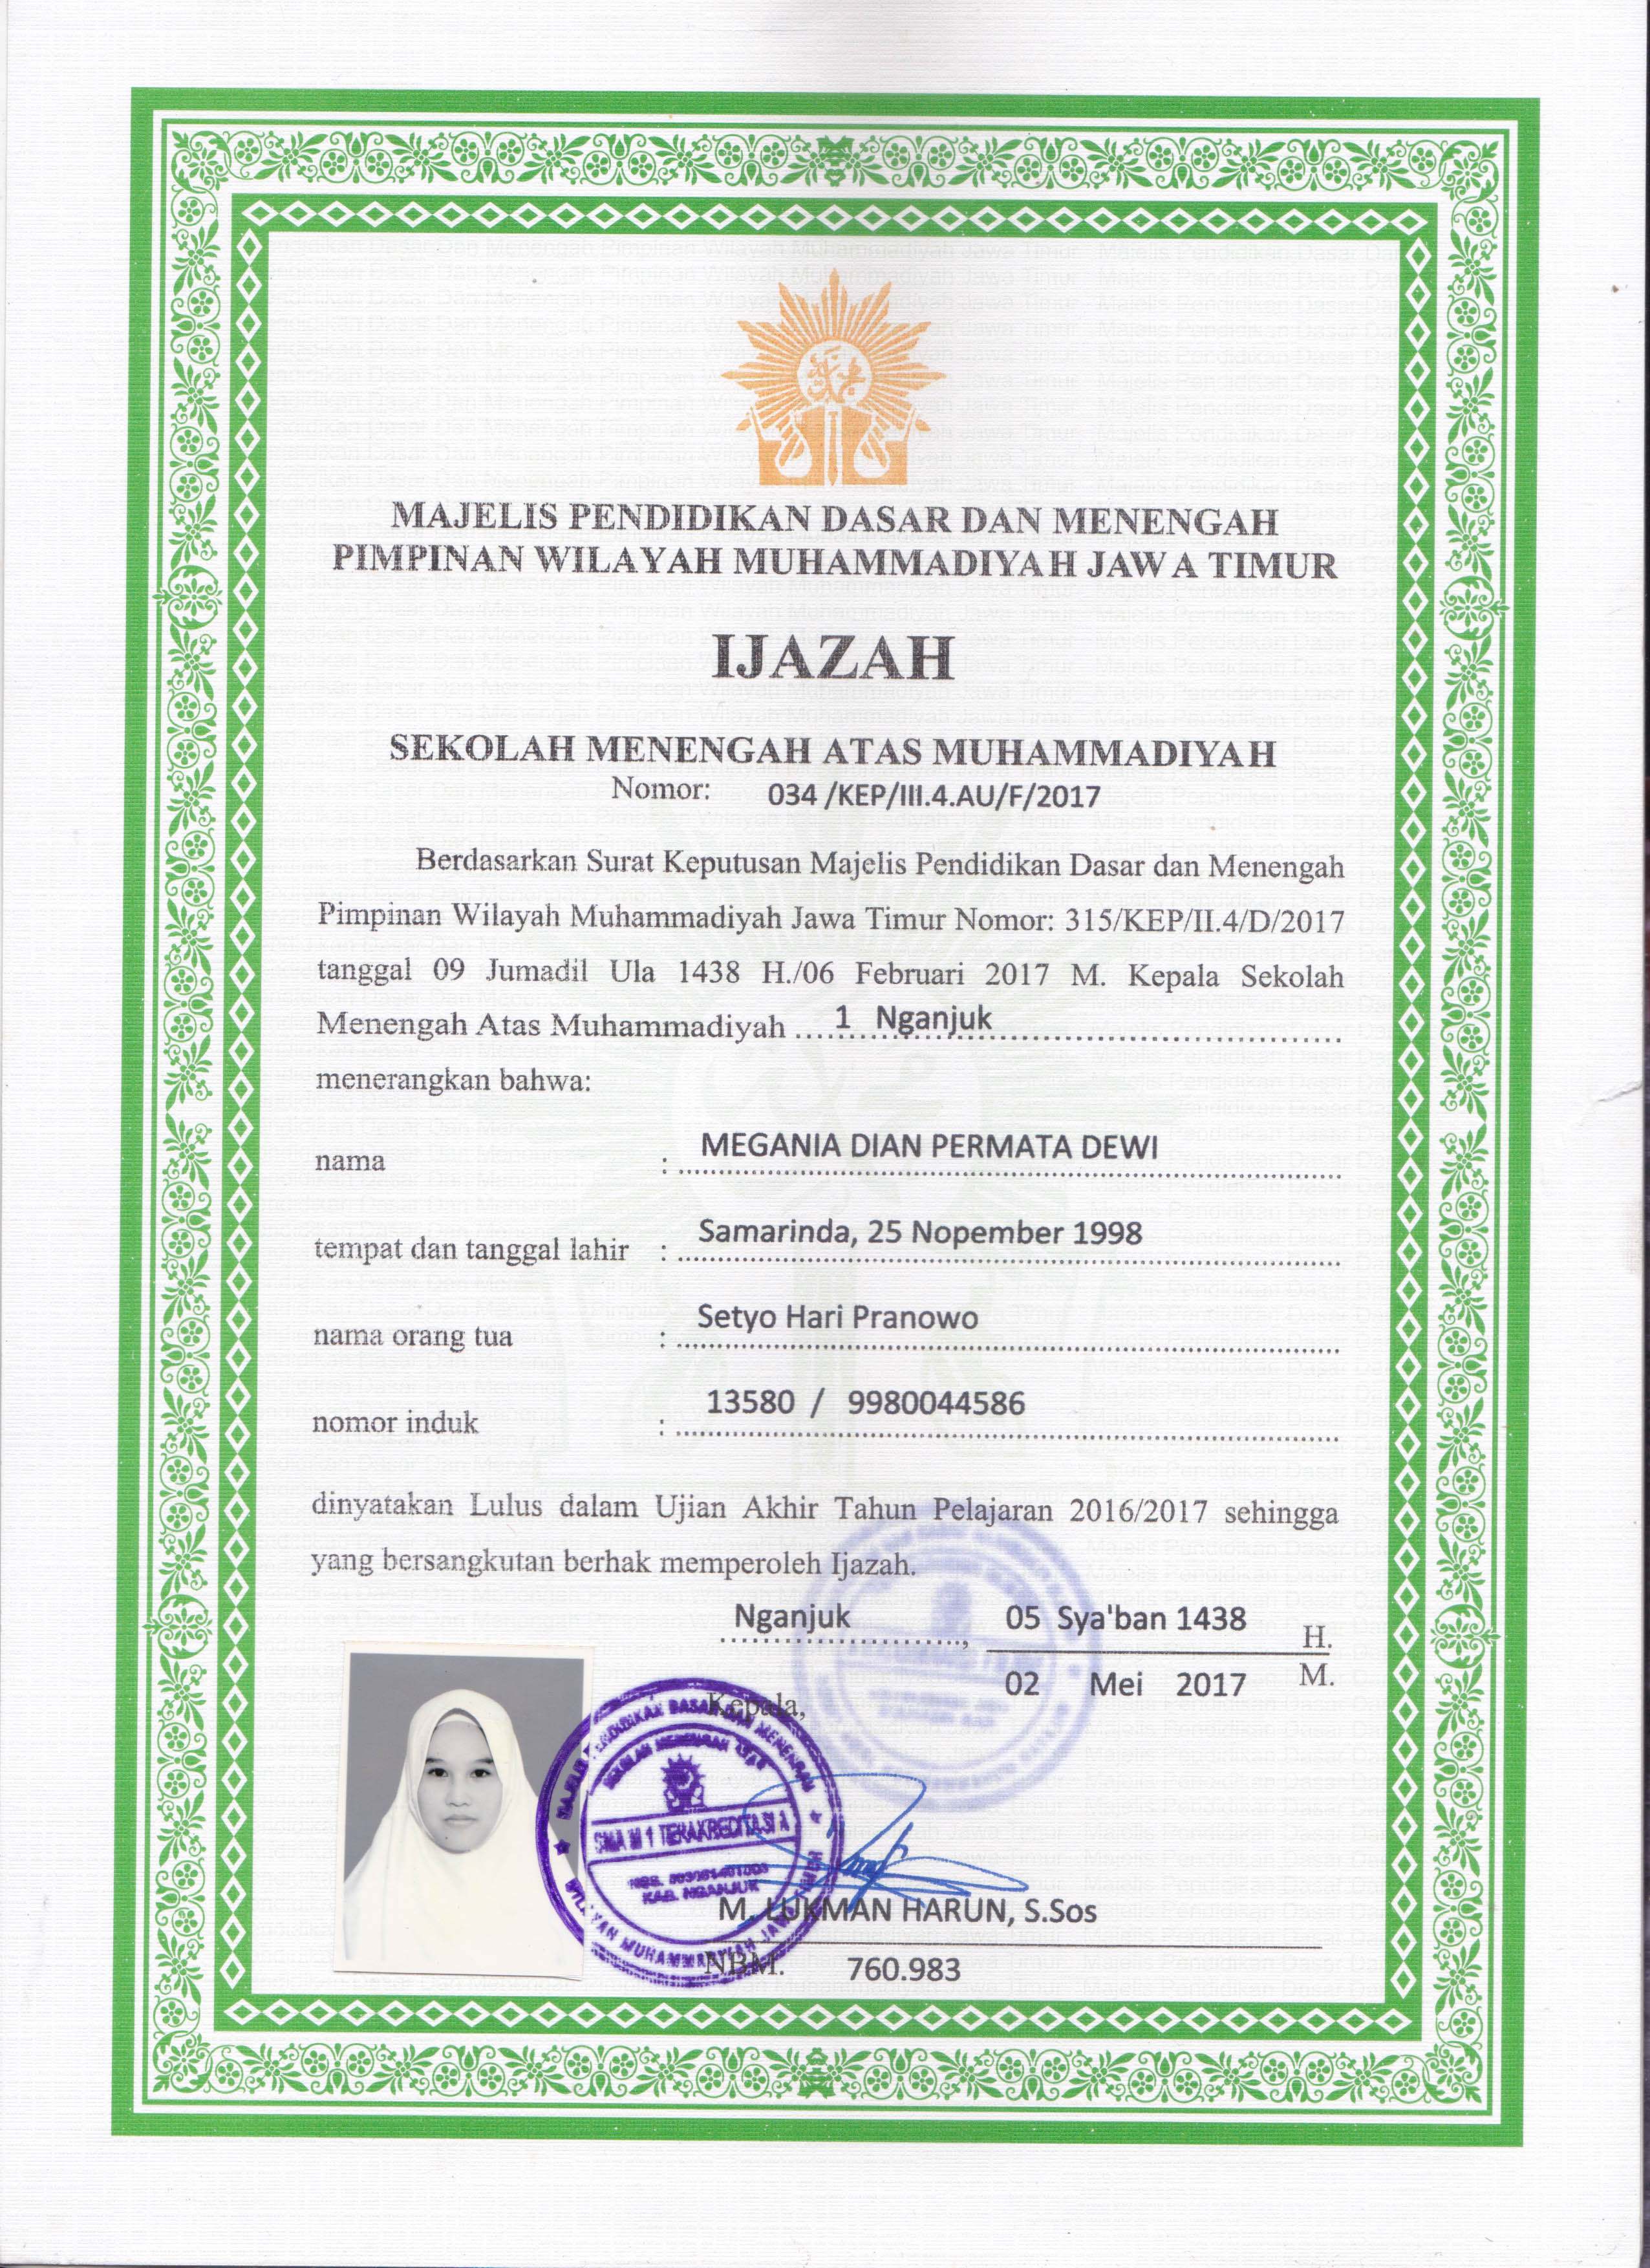 MAJELIS PENDIDIKAN DASAR DAN MENENGAH
PIMPINAN WILAYAH MUHAMMADIYAH JAWA TIMUR
IJAZAH
SEKOLAH MENENGAH ATAS MUHAMMADIYAH
Nomor: 034 /KEP/III.4.AU/F/2017
Berdasarkan Surat Keputusan Majelis Pendidikan Dasar dan Menengah
Pimpinan Wilayah Muhammadiyah Jawa Timur Nomor: 315/KEP/II.4/D/2017
tanggal 09 Jumadil Ula 1438 H./06 Februari 2017 M. Kepala Sekolah
Menengah Atas Muhammadiyah ....1 Nganjuk
menerangkan bahwa:
nama : MEGANIA DIAN PERMATA DEWI
tempat dan tanggal lahir : Samarinda, 25 Nopember 1998
nama orang tua : Setyo Hari Pranowo
nomor induk : 13580 / 9980044586
dinyatakan Lulus dalam Ujian Akhir Tahun Pelajaran 2016/2017 sehingga
yang bersangkutan berhak memperoleh Ijazah.
Nganjuk, 05 Sya'ban 1438 H.
02 Mei 2017 M.
Kepala,
MAJELIS PENDIDIKAN DASAR DAN MENENGAH
SEKOLAH MENENGAH ATAS
SMA M 1 TERAKREDITASI A
KAB. NGANJUK
WILAYAH MUHAMMADIYAH JAWA TIMUR
M. LUKMAN HARUN, S.Sos
NBM. 760.983